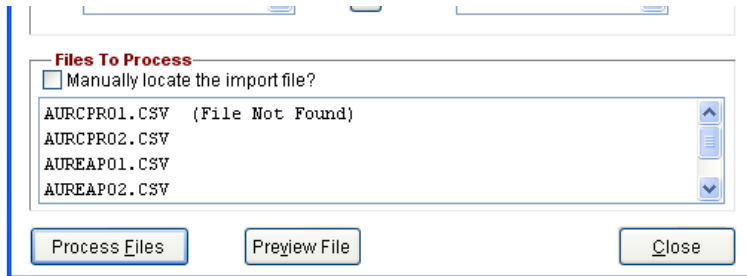 Files To Process
Manually locate the import file?
AURCPR01.CSV (File Not Found)
AURCPR02.CSV
AUREAP01.CSV
AUREAP02.CSV
Process Files Preview File Close